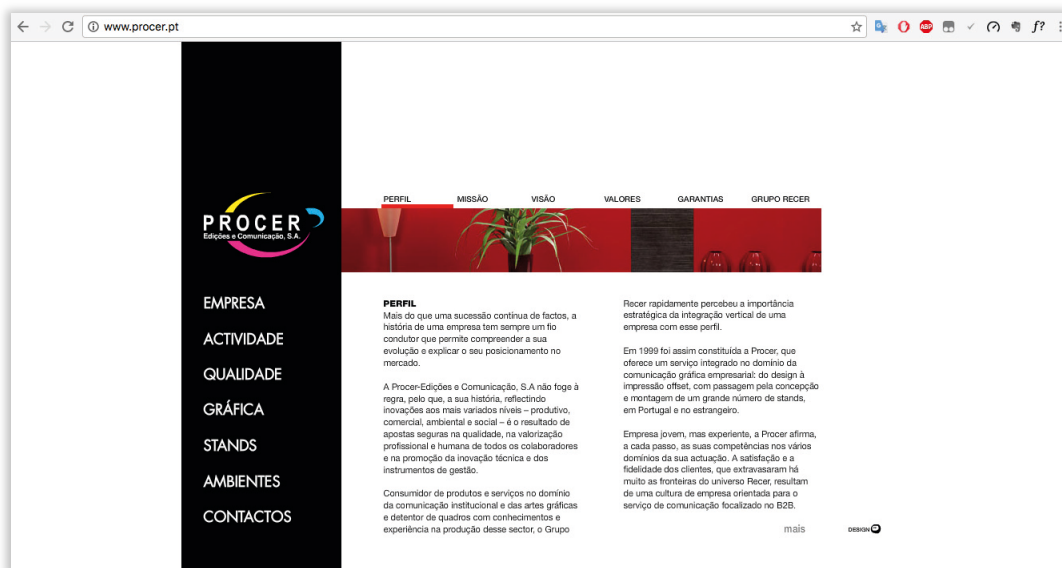 www.procer.pt
ABP
f?
PROCER
Edições e Comunicação, S.A.
EMPRESA
ACTIVIDADE
QUALIDADE
GRÁFICA
STANDS
AMBIENTES
CONTACTOS
PERFIL MISSÃO VISÃO VALORES GARANTIAS GRUPO RECER
PERFIL
Mais do que uma sucessão contínua de factos, a
história de uma empresa tem sempre um fio
condutor que permite compreender a sua
evolução e explicar o seu posicionamento no
mercado.
A Procer-Edições e Comunicação, S.A não foge à
regra, pelo que, a sua história, reflectindo
inovações aos mais variados níveis – produtivo,
comercial, ambiental e social – é o resultado de
apostas seguras na qualidade, na valorização
profissional e humana de todos os colaboradores
e na promoção da inovação técnica e dos
instrumentos de gestão.
Consumidor de produtos e serviços no domínio
da comunicação institucional e das artes gráficas
e detentor de quadros com conhecimentos e
experiência na produção desse sector, o Grupo
Recer rapidamente percebeu a importância
estratégica da integração vertical de uma
empresa com esse perfil.
Em 1999 foi assim constituída a Procer, que
oferece um serviço integrado no domínio da
comunicação gráfica empresarial: do design à
impressão offset, com passagem pela concepção
e montagem de um grande número de stands,
em Portugal e no estrangeiro.
Empresa jovem, mas experiente, a Procer afirma,
a cada passo, as suas competências nos vários
domínios da sua actuação. A satisfação e a
fidelidade dos clientes, que extravasaram há
muito as fronteiras do universo Recer, resultam
de uma cultura de empresa orientada para o
serviço de comunicação focalizado no B2B.
mais
DESIGN